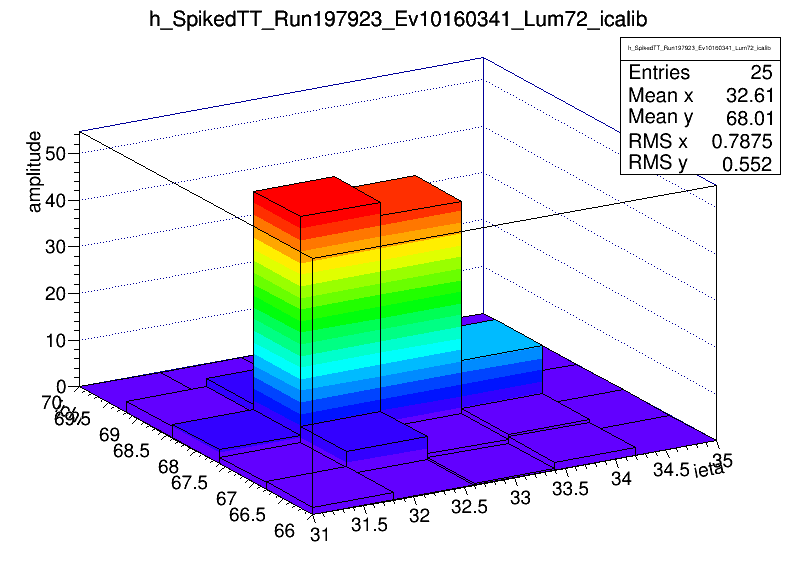 h_SpikedTT_Run197923_Ev10160341_Lum72_icalib
h_SpikedTT_Run197923_Ev10160341_Lum72_icalib
Entries 25
Mean x 32.61
Mean y 68.01
RMS x 0.7875
RMS y 0.552
amplitude
50
40
30
20
10
0
70
69.5
69
68.5
68
67.5
67
66.5
66
31
31.5
32
32.5
33
33.5
34
34.5
35
ieta